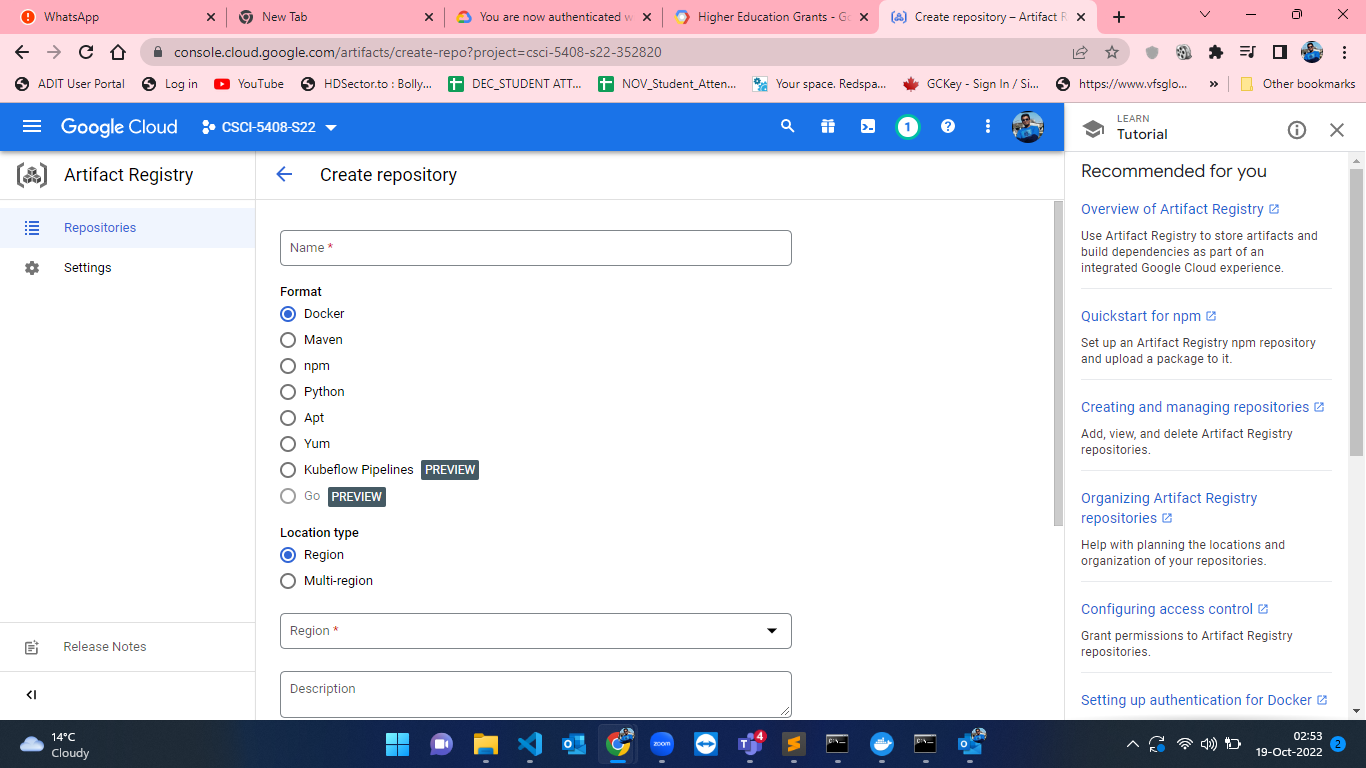 WhatsApp
New Tab
You are now authenticated w
Higher Education Grants - Go
Create repository – Artifact R
console.cloud.google.com/artifacts/create-repo?project=csci-5408-s22-352820
ADIT User Portal
Log in
YouTube
HDSector.to : Bolly...
DEC_STUDENT ATT...
NOV_Student_Atten...
Your space. Redspa...
GCKey - Sign In / Si...
https://www.vfsglo...
»
Other bookmarks
Google Cloud
CSCI-5408-S22
1
LEARN
Tutorial
Artifact Registry
Create repository
Repositories
Settings
Release Notes
Name *
Format
Docker
Maven
npm
Python
Apt
Yum
Kubeflow Pipelines PREVIEW
Go PREVIEW
Location type
Region
Multi-region
Region *
Description
Recommended for you
Overview of Artifact Registry
Use Artifact Registry to store artifacts and
build dependencies as part of an
integrated Google Cloud experience.
Quickstart for npm
Set up an Artifact Registry npm repository
and upload a package to it.
Creating and managing repositories
Add, view, and delete Artifact Registry
repositories.
Organizing Artifact Registry
repositories
Help with planning the locations and
organization of your repositories.
Configuring access control
Grant permissions to Artifact Registry
repositories.
Setting up authentication for Docker
14°C
Cloudy
zoom
4
02:53
19-Oct-2022
2